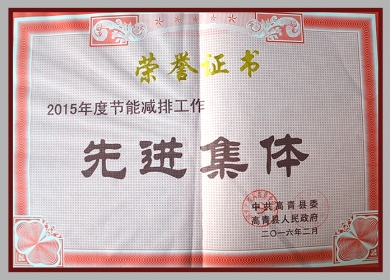 荣誉证书
2015年度节能减排工作
先进集体
中共高青县委
高青县人民政府
二〇一六年二月